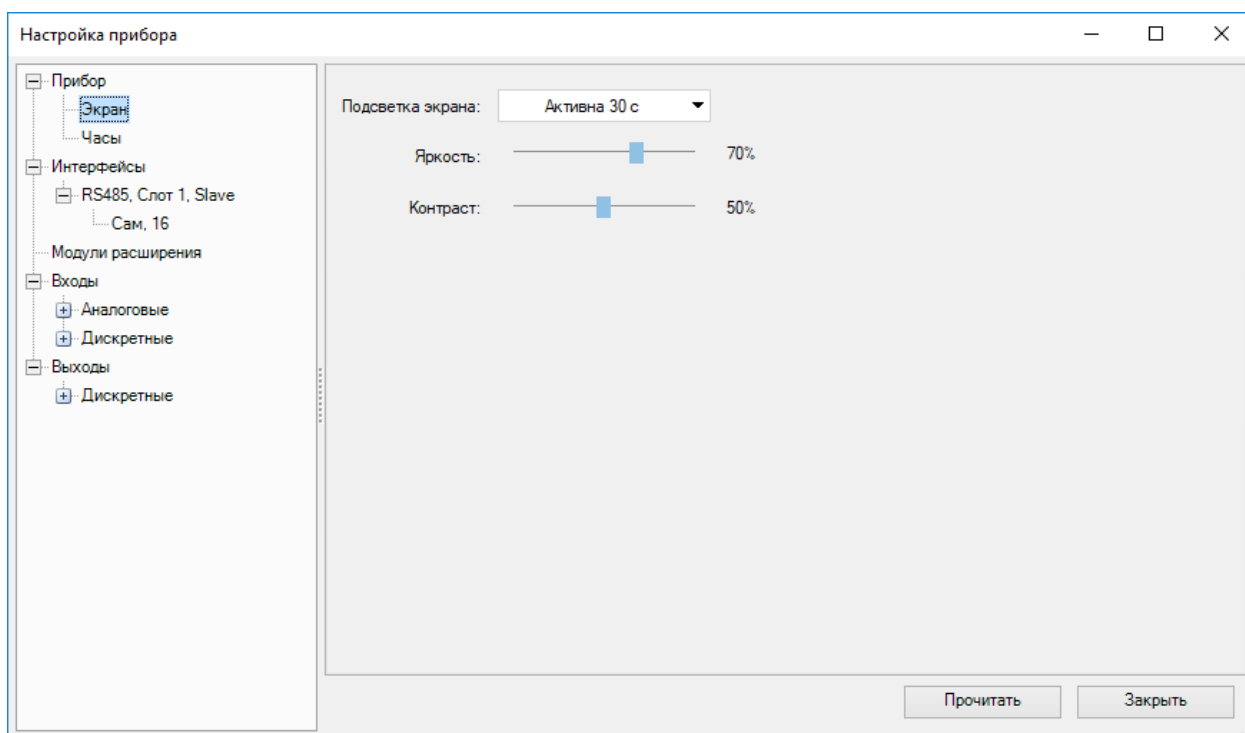 Настройка прибора
Прибор
Экран
Часы
Интерфейсы
RS485, Слот 1, Slave
Сам, 16
Модули расширения
Входы
Аналоговые
Дискретные
Выходы
Дискретные
Подсветка экрана: Активна 30 с
Яркость: 70%
Контраст: 50%
Прочитать Закрыть